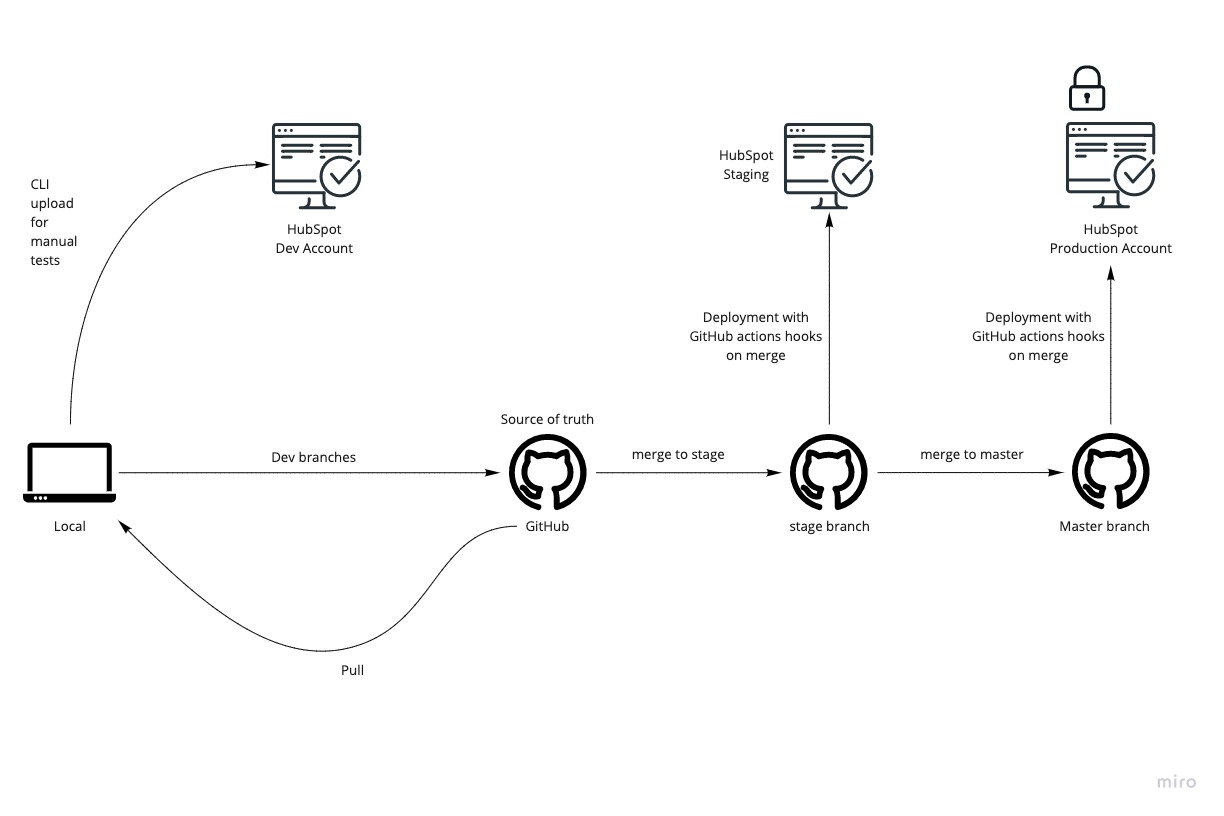 CLI
upload
for
manual
tests
HubSpot
Dev Account
HubSpot
Staging
HubSpot
Production Account
Deployment with
GitHub actions hooks
on merge
Deployment with
GitHub actions hooks
on merge
Source of truth
Dev branches
merge to stage
merge to master
Local
GitHub
stage branch
Master branch
Pull
miro